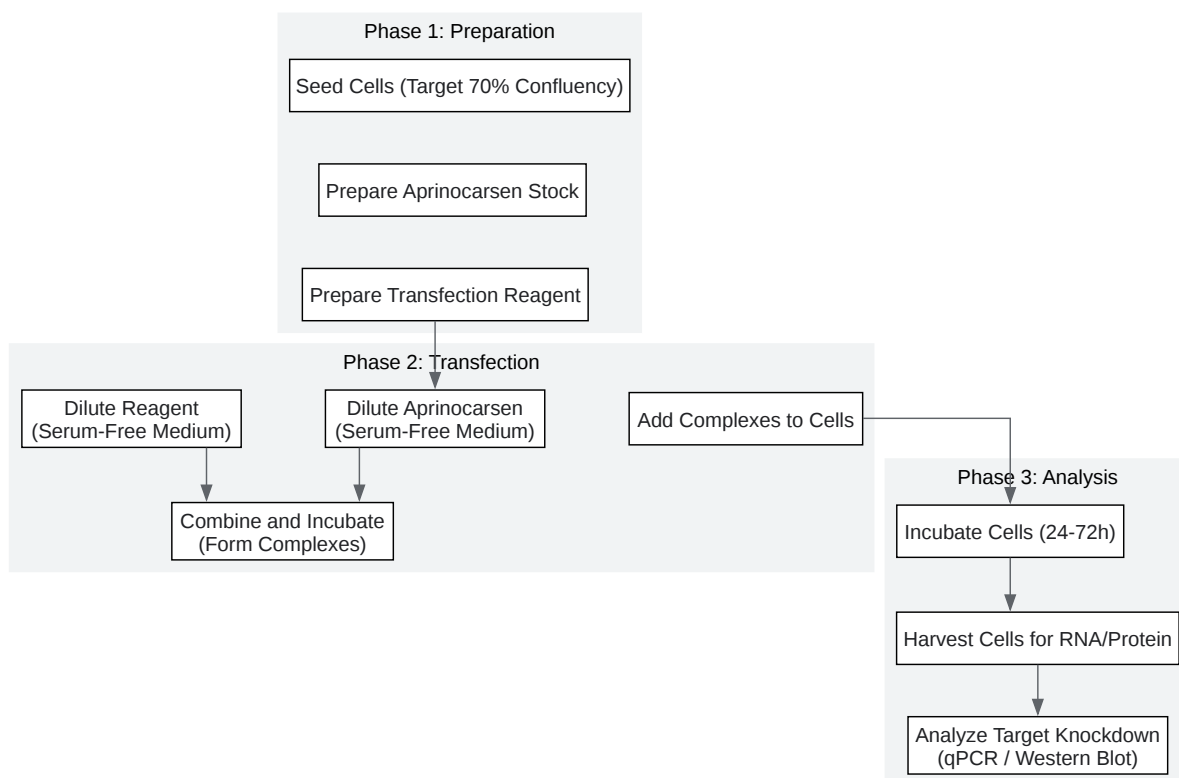 Phase 1: Preparation
Seed Cells (Target 70% Confluency)
Prepare Aprinocarsen Stock
Prepare Transfection Reagent
Phase 2: Transfection
Dilute Reagent
(Serum-Free Medium)
Dilute Aprinocarsen
(Serum-Free Medium)
Add Complexes to Cells
Combine and Incubate
(Form Complexes)
Phase 3: Analysis
Incubate Cells (24-72h)
Harvest Cells for RNA/Protein
Analyze Target Knockdown
(qPCR / Western Blot)